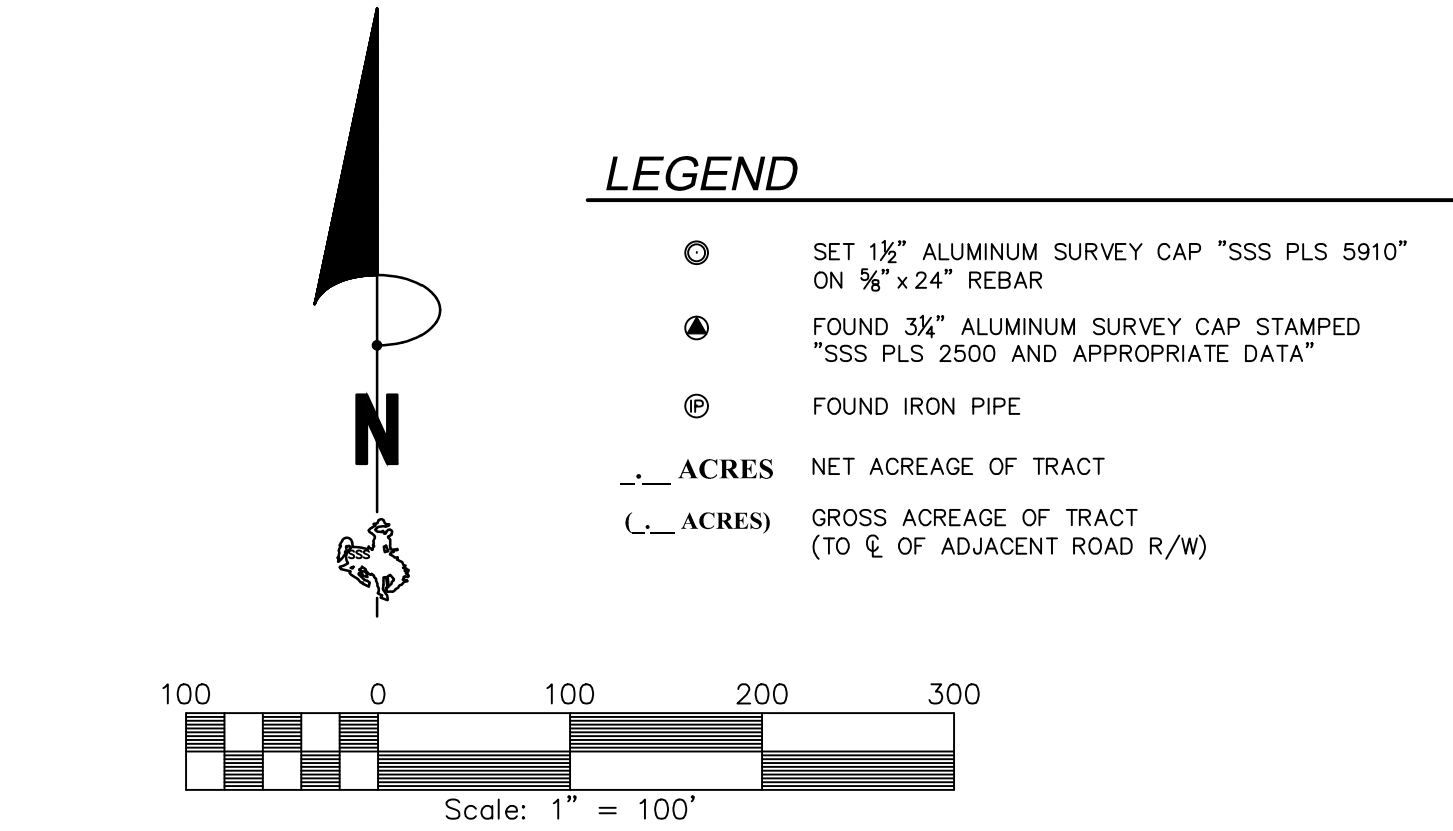 LEGEND
SET 1½" ALUMINUM SURVEY CAP "SSS PLS 5910"
ON ⅝" x 24" REBAR
FOUND 3¼" ALUMINUM SURVEY CAP STAMPED
"SSS PLS 2500 AND APPROPRIATE DATA"
IP FOUND IRON PIPE
_.__ ACRES NET ACREAGE OF TRACT
(_.__ ACRES) GROSS ACREAGE OF TRACT
(TO ℄ OF ADJACENT ROAD R/W)
N
SSS
100 0 100 200 300
Scale: 1" = 100'